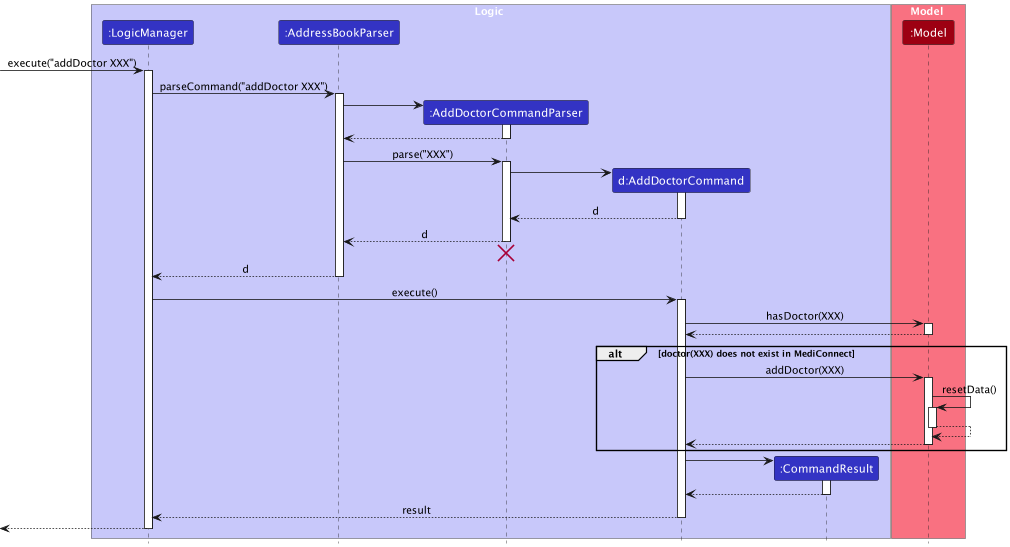 Logic
Model
:LogicManager
:AddressBookParser
:Model
execute("addDoctor XXX")
parseCommand("addDoctor XXX")
:AddDoctorCommandParser
parse("XXX")
d:AddDoctorCommand
d
d
d
execute()
hasDoctor(XXX)
alt [doctor(XXX) does not exist in MediConnect]
addDoctor(XXX)
resetData()
:CommandResult
result